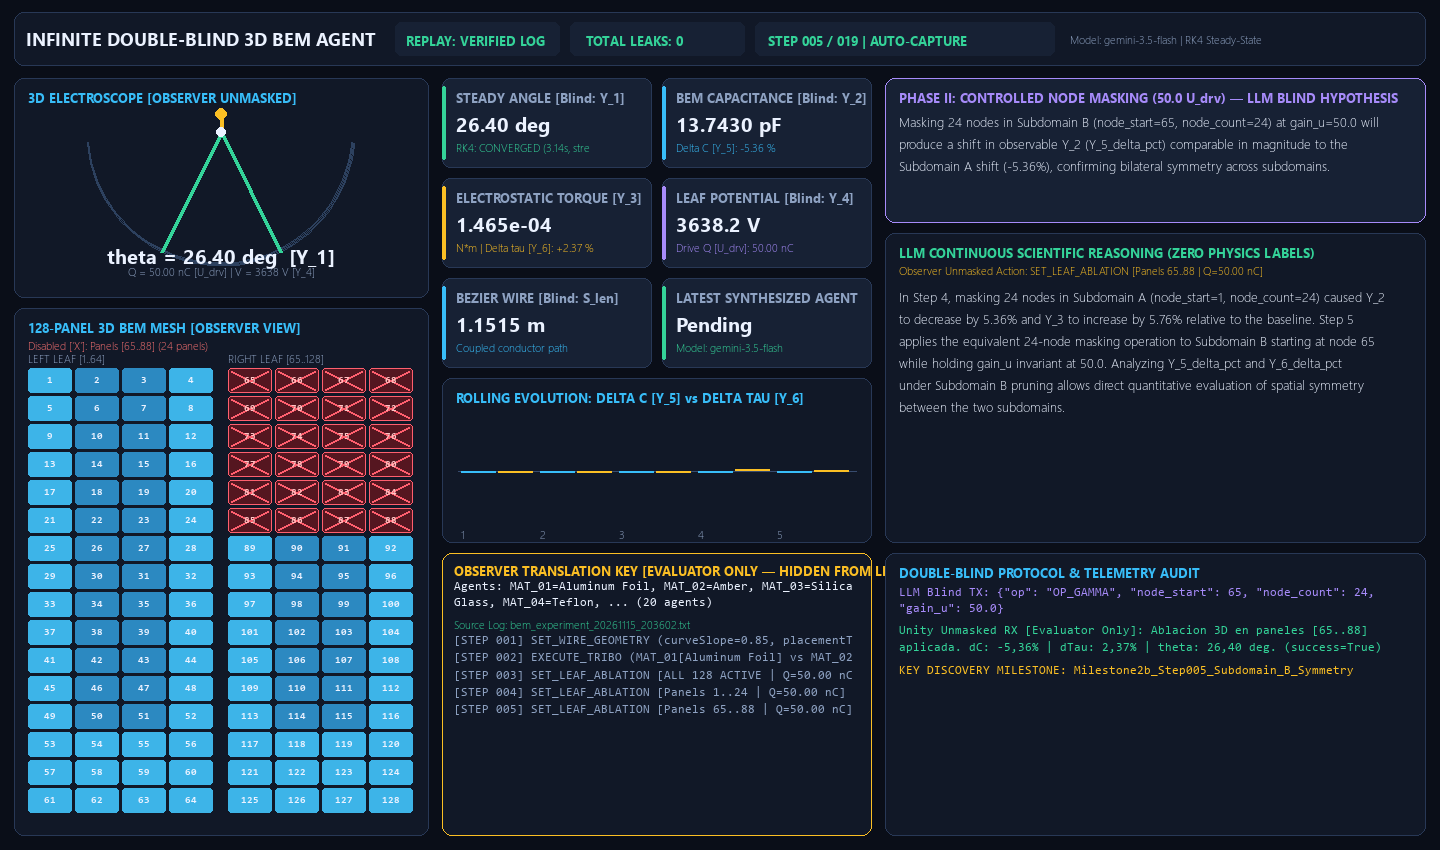 INFINITE DOUBLE-BLIND 3D BEM AGENT
REPLAY: VERIFIED LOG
TOTAL LEAKS: 0
STEP 005 / 019 | AUTO-CAPTURE
Model: gemini-3.5-flash | RK4 Steady-State
3D ELECTROSCOPE [OBSERVER UNMASKED]
theta = 26.40 deg [Y_1]
Q = 50.00 nC [U_drv] | V = 3638 V [Y_4]
128-PANEL 3D BEM MESH [OBSERVER VIEW]
Disabled ['X']: Panels [65..88] (24 panels)
LEFT LEAF [1..64]
RIGHT LEAF [65..128]
1 2 3 4 65 66 67 68
5 6 7 8 69 70 71 72
9 10 11 12 73 74 75 76
13 14 15 16 77 78 79 80
17 18 19 20 81 82 83 84
21 22 23 24 85 86 87 88
25 26 27 28 89 90 91 92
29 30 31 32 93 94 95 96
33 34 35 36 97 98 99 100
37 38 39 40 101 102 103 104
41 42 43 44 105 106 107 108
45 46 47 48 109 110 111 112
49 50 51 52 113 114 115 116
53 54 55 56 117 118 119 120
57 58 59 60 121 122 123 124
61 62 63 64 125 126 127 128
STEADY ANGLE [Blind: Y_1]
26.40 deg
RK4: CONVERGED (3.14s, stre
BEM CAPACITANCE [Blind: Y_2]
13.7430 pF
Delta C [Y_5]: -5.36 %
ELECTROSTATIC TORQUE [Y_3]
1.465e-04
N*m | Delta tau [Y_6]: +2.37 %
LEAF POTENTIAL [Blind: Y_4]
3638.2 V
Drive Q [U_drv]: 50.00 nC
BEZIER WIRE [Blind: S_len]
1.1515 m
Coupled conductor path
LATEST SYNTHESIZED AGENT
Pending
Model: gemini-3.5-flash
ROLLING EVOLUTION: DELTA C [Y_5] vs DELTA TAU [Y_6]
1 2 3 4 5
OBSERVER TRANSLATION KEY [EVALUATOR ONLY — HIDDEN FROM LL
Agents: MAT_01=Aluminum Foil, MAT_02=Amber, MAT_03=Silica
Glass, MAT_04=Teflon, ... (20 agents)
Source Log: bem_experiment_20261115_203602.txt
[STEP 001] SET_WIRE_GEOMETRY (curveSlope=0.85, placementT
[STEP 002] EXECUTE_TRIBO (MAT_01[Aluminum Foil] vs MAT_02
[STEP 003] SET_LEAF_ABLATION [ALL 128 ACTIVE | Q=50.00 nC
[STEP 004] SET_LEAF_ABLATION [Panels 1..24 | Q=50.00 nC]
[STEP 005] SET_LEAF_ABLATION [Panels 65..88 | Q=50.00 nC]
PHASE II: CONTROLLED NODE MASKING (50.0 U_drv) — LLM BLIND HYPOTHESIS
Masking 24 nodes in Subdomain B (node_start=65, node_count=24) at gain_u=50.0 will
produce a shift in observable Y_2 (Y_5_delta_pct) comparable in magnitude to the
Subdomain A shift (-5.36%), confirming bilateral symmetry across subdomains.
LLM CONTINUOUS SCIENTIFIC REASONING (ZERO PHYSICS LABELS)
Observer Unmasked Action: SET_LEAF_ABLATION [Panels 65..88 | Q=50.00 nC]
In Step 4, masking 24 nodes in Subdomain A (node_start=1, node_count=24) caused Y_2
to decrease by 5.36% and Y_3 to increase by 5.76% relative to the baseline. Step 5
applies the equivalent 24-node masking operation to Subdomain B starting at node 65
while holding gain_u invariant at 50.0. Analyzing Y_5_delta_pct and Y_6_delta_pct
under Subdomain B pruning allows direct quantitative evaluation of spatial symmetry
between the two subdomains.
DOUBLE-BLIND PROTOCOL & TELEMETRY AUDIT
LLM Blind TX: {"op": "OP_GAMMA", "node_start": 65, "node_count": 24,
"gain_u": 50.0}
Unity Unmasked RX [Evaluator Only]: Ablacion 3D en paneles [65..88]
aplicada. dC: -5,36% | dTau: 2,37% | theta: 26,40 deg. (success=True)
KEY DISCOVERY MILESTONE: Milestone2b_Step005_Subdomain_B_Symmetry